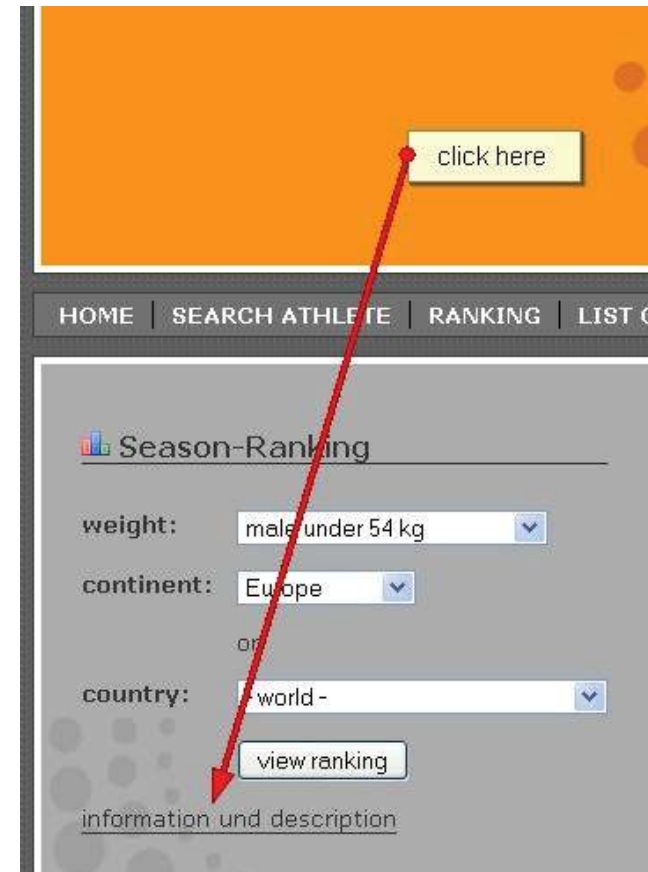 click here
HOME | SEARCH ATHLETE | RANKING | LIST
Season-Ranking
weight: male under 54 kg
continent: Europe
or
country: - world -
view ranking
information und description